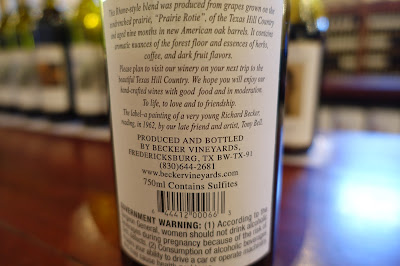 This Rhone-style blend was produced from grapes grown on the
windswept prairie, "Prairie Rotie", of the Texas Hill Country
and aged nine months in new American oak barrels. It contains
aromatic nuances of the forest floor and essences of herbs,
coffee, and dark fruit flavors.
Please plan to visit our winery on your next trip to the
beautiful Texas Hill Country. We hope you will enjoy our
hand-crafted wines with good food and in moderation.
To life, to love and to friendship.
The label-a painting of a very young Richard Becker,
reading, in 1962, by our late friend and artist, Tony Bell.
PRODUCED AND BOTTLED
BY BECKER VINEYARDS,
FREDERICKSBURG, TX BW-TX-91
(830)644-2681
www.beckervineyards.com
750ml Contains Sulfites
44412 00066 3
GOVERNMENT WARNING: (1) According to the
General, women should not drink alcoholic
during pregnancy because of the risk of
(2) Consumption of alcoholic beverages
your ability to drive a car or operate